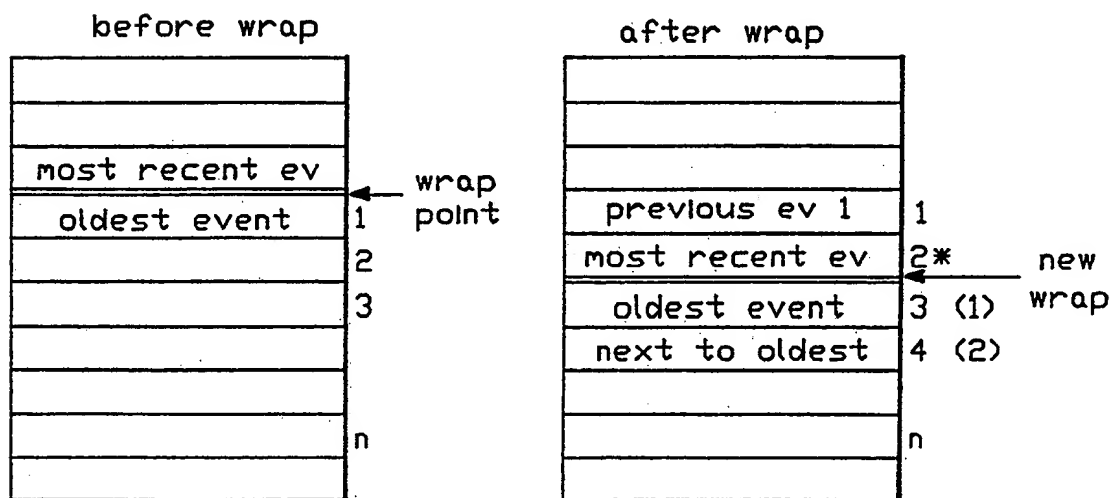 before wrap
most recent ev
oldest event 1
2
3
n
wrap
point
after wrap
previous ev 1 1
most recent ev 2*
oldest event 3 (1)
next to oldest 4 (2)
n
new
wrap